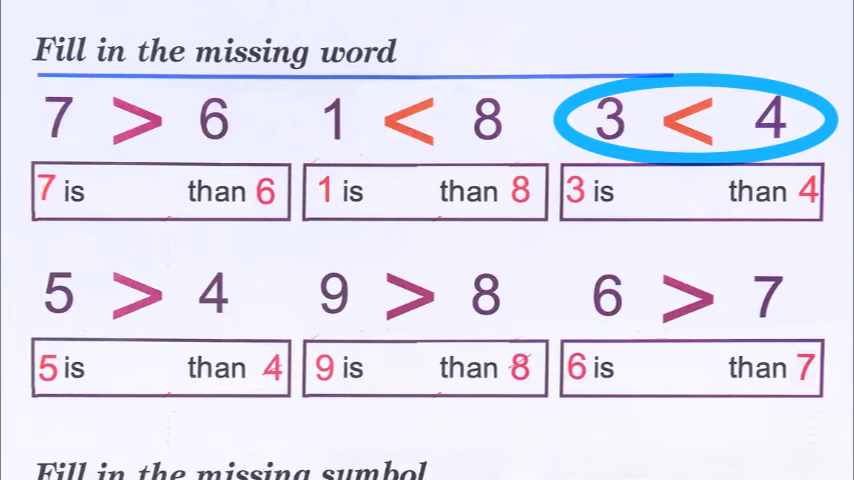 Fill in the missing word
7 > 6 1 < 8 3 < 4
7 is than 6 1 is than 8 3 is than 4
5 > 4 9 > 8 6 > 7
5 is than 4 9 is than 8 6 is than 7
Fill in the missing symbol